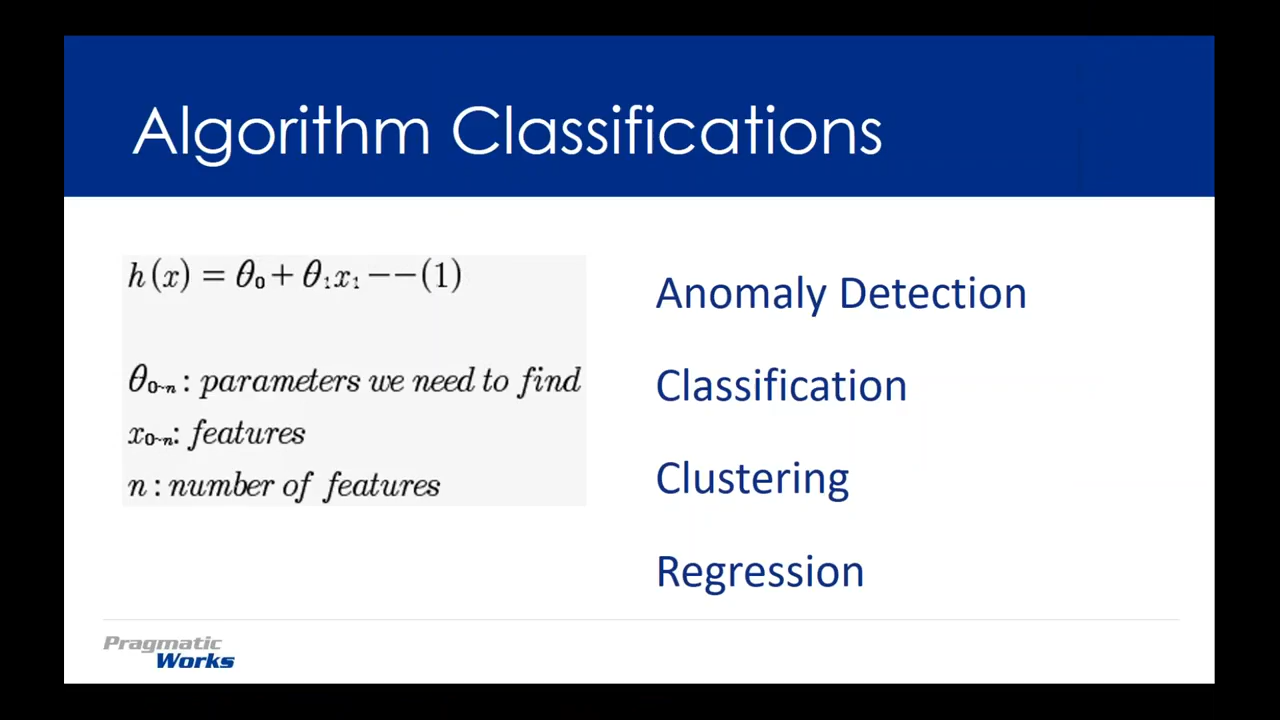 Algorithm Classifications
h(x) = θ₀ + θ₁x₁ −−(1)
θ₀~ₙ : parameters we need to find
x₀~ₙ: features
n : number of features
Anomaly Detection
Classification
Clustering
Regression
Pragmatic
Works